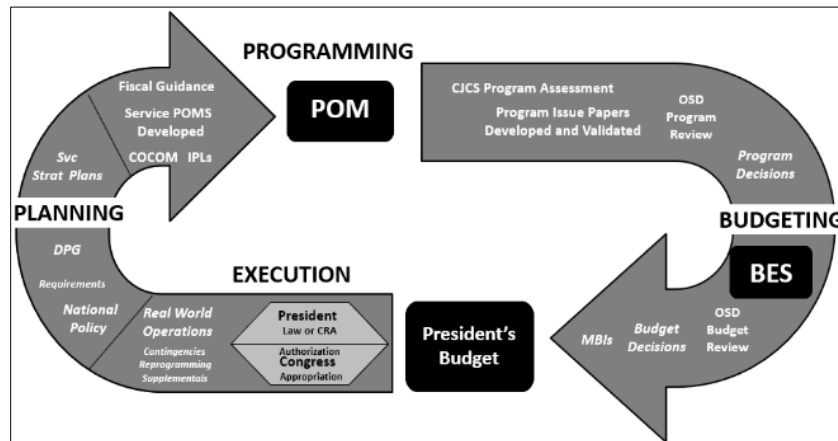 PROGRAMMING
POM
Fiscal Guidance
Service POMS
Developed
COCOM IPLs
Svc
Strat Plans
PLANNING
DPG
Requirements
National
Policy
CJCS Program Assessment
Program Issue Papers
Developed and Validated
OSD
Program
Review
Program
Decisions
BUDGETING
BES
OSD
Budget
Review
Budget
Decisions
MBIs
President's
Budget
EXECUTION
President
Law or CRA
Authorization
Congress
Appropriation
Real World
Operations
Contingencies
Reprogramming
Supplementals